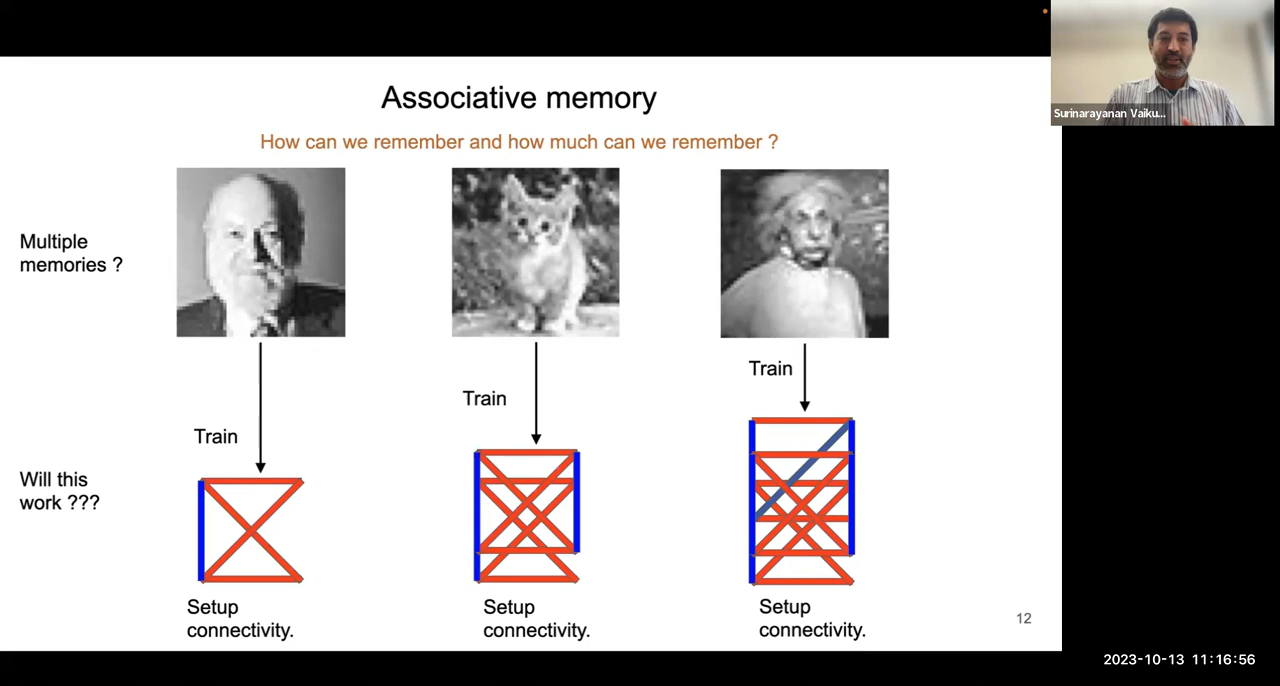 Associative memory
How can we remember and how much can we remember ?
Surinarayanan Vaiku...
Multiple
memories ?
Train
Train
Train
Will this
work ???
Setup
connectivity.
Setup
connectivity.
Setup
connectivity.
12
2023-10-13 11:16:56